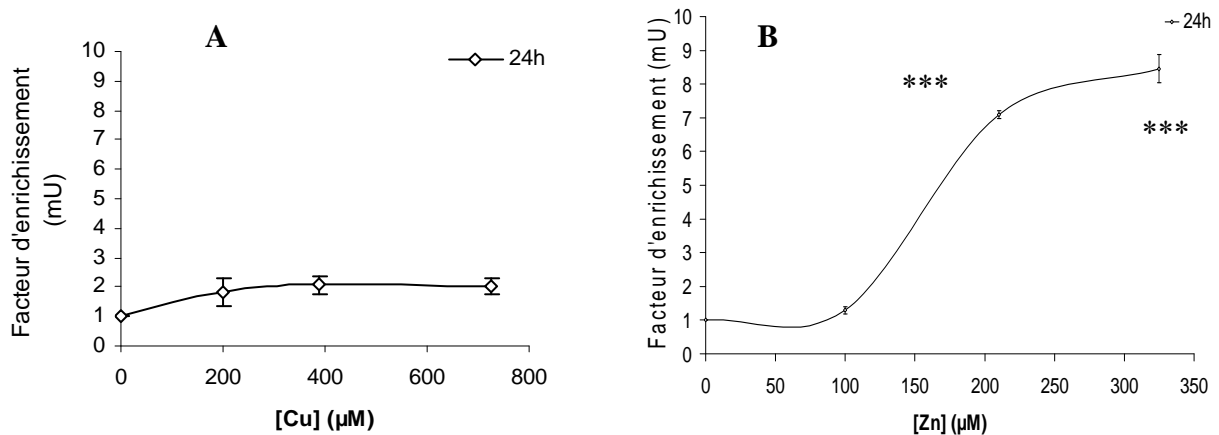 A
24h
Facteur d'enrichissement
(mU)
10
9
8
7
6
5
4
3
2
1
0
0 200 400 600 800
[Cu] (µM)
B
24h
Facteur d'enrichissement (mU)
10
9
8
7
6
5
4
3
2
1
0
***
***
0 50 100 150 200 250 300 350
[Zn] (µM)